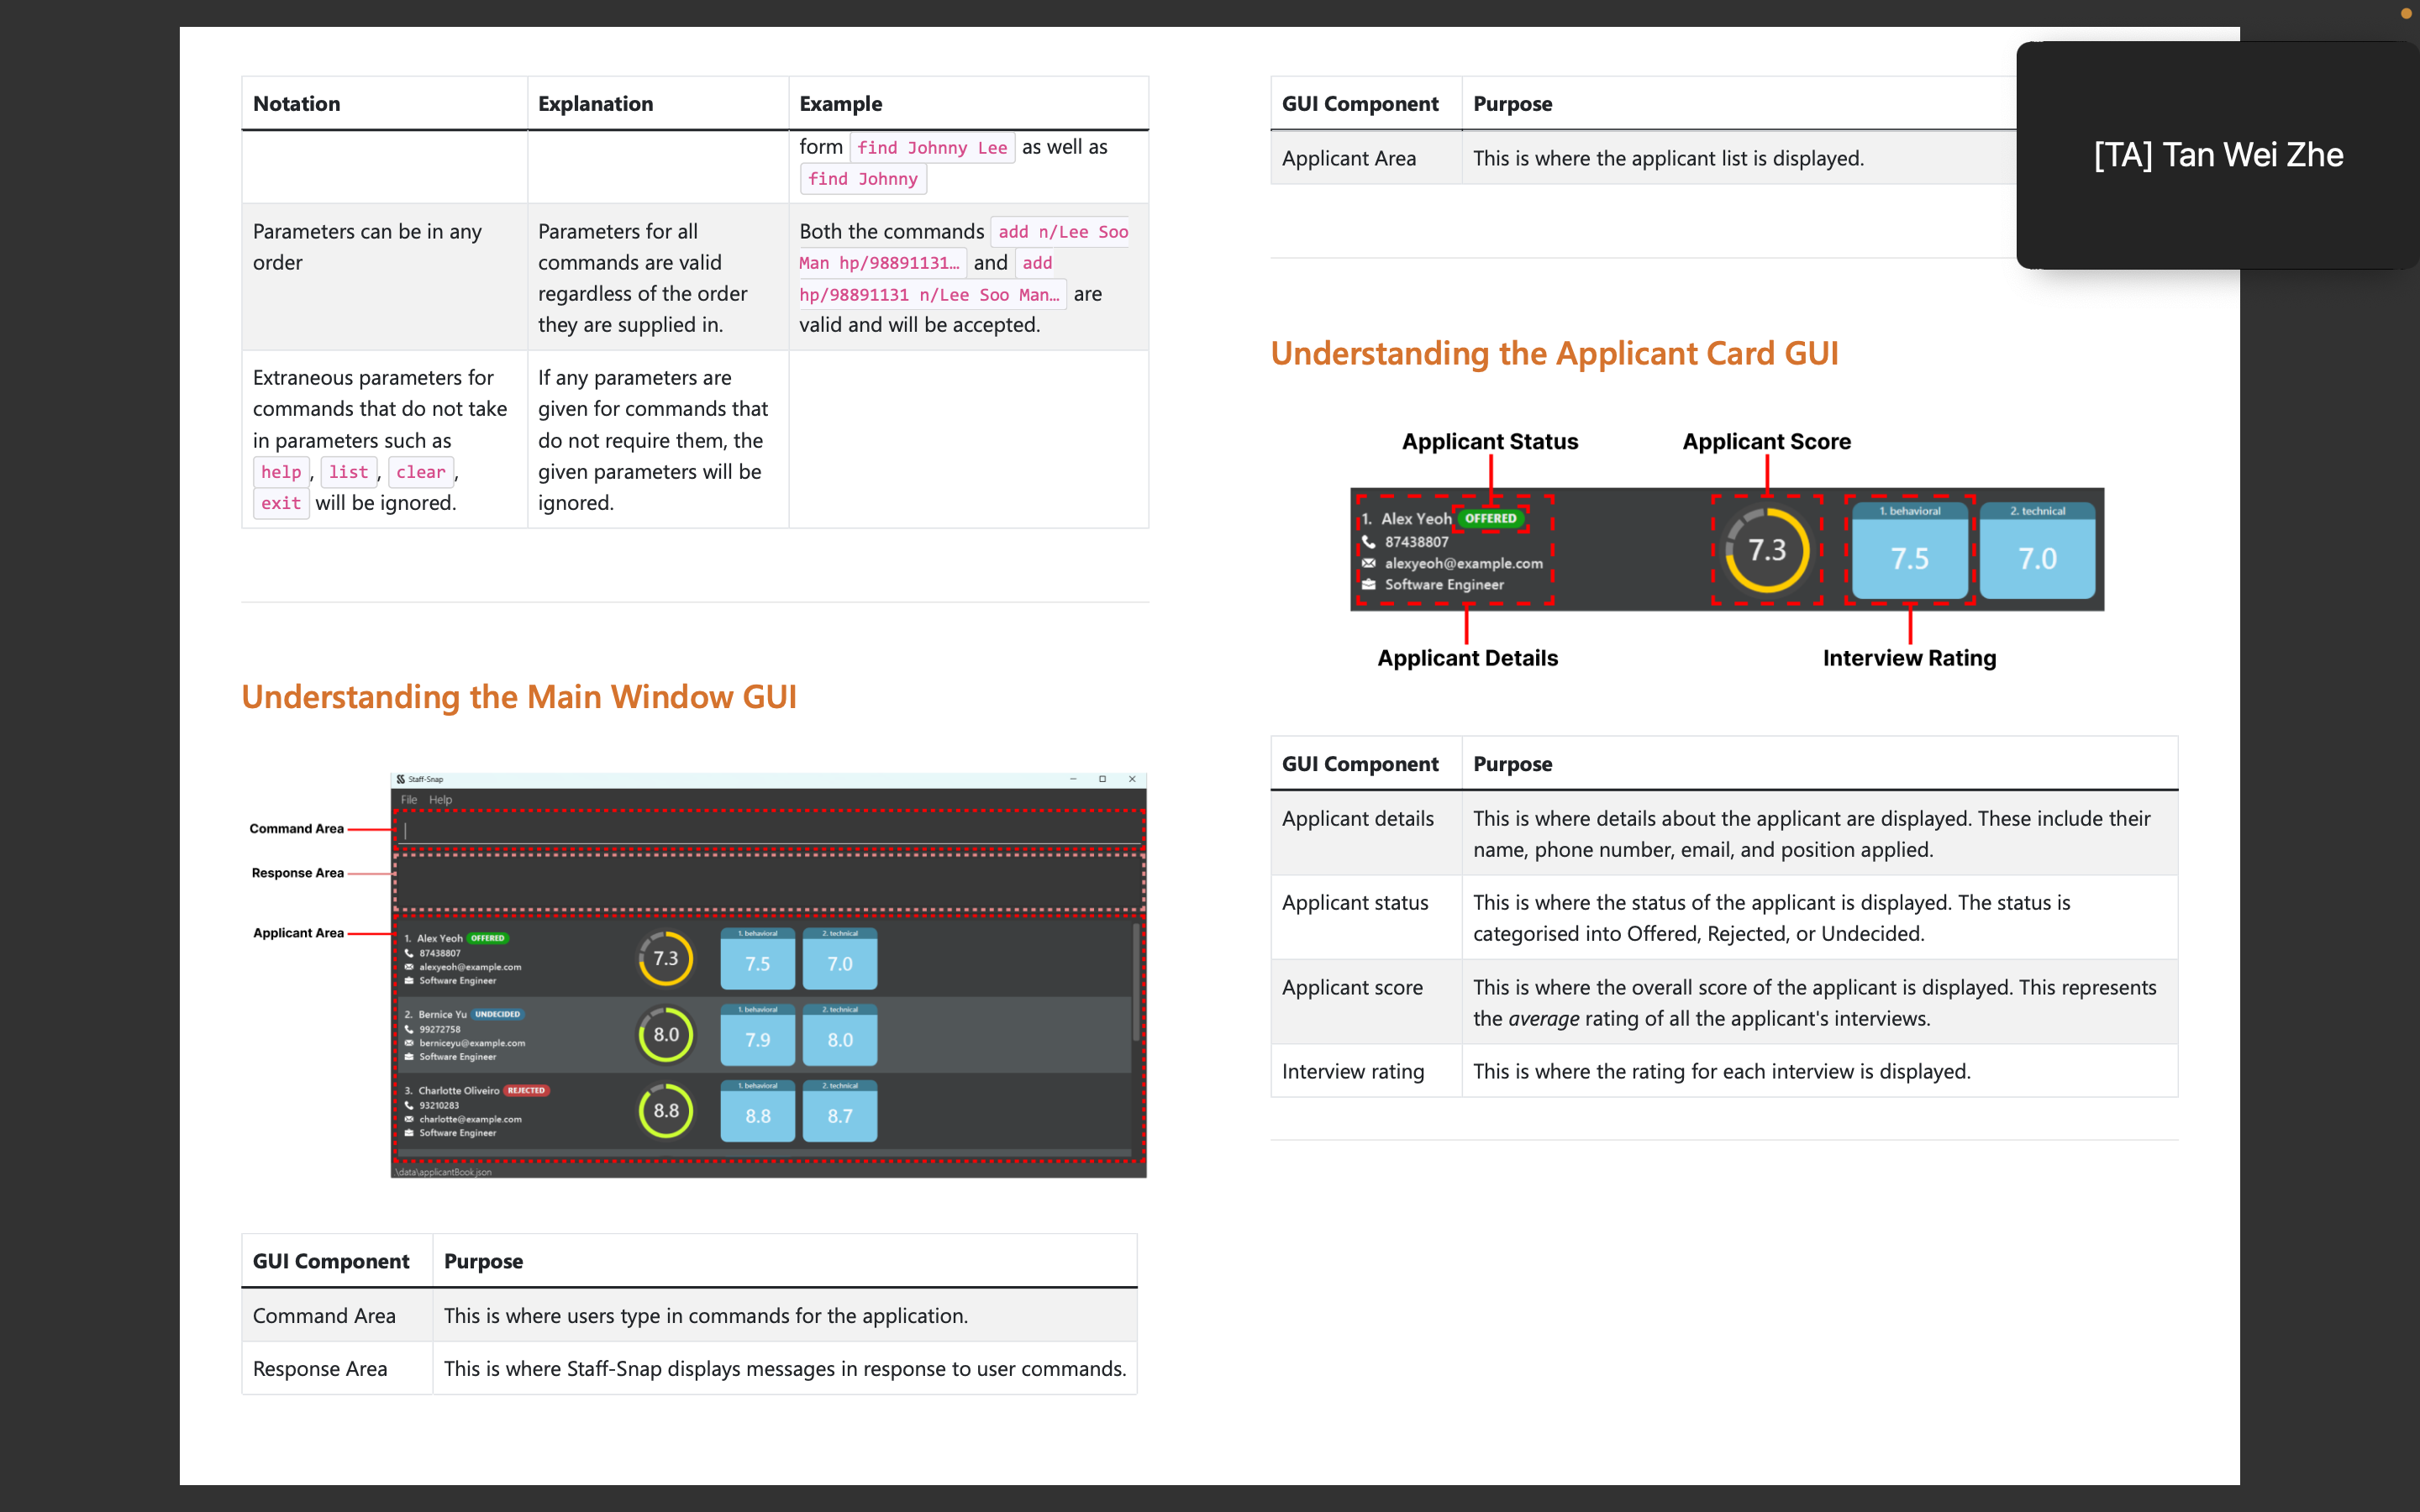 Notation Explanation Example
form find Johnny Lee as well as
find Johnny
Parameters can be in any
order
Parameters for all
commands are valid
regardless of the order
they are supplied in.
Both the commands add n/Lee Soo
Man hp/98891131… and add
hp/98891131 n/Lee Soo Man… are
valid and will be accepted.
Extraneous parameters for
commands that do not take
in parameters such as
help, list, clear,
exit will be ignored.
If any parameters are
given for commands that
do not require them, the
given parameters will be
ignored.
Understanding the Main Window GUI
Staff-Snap
File Help
Command Area
Response Area
Applicant Area
1. Alex Yeoh OFFERED
87438807
alexyeoh@example.com
Software Engineer
7.3
1. behavioral
7.5
2. technical
7.0
2. Bernice Yu UNDECIDED
99272758
berniceyu@example.com
Software Engineer
8.0
1. behavioral
7.9
2. technical
8.0
3. Charlotte Oliveiro REJECTED
93210283
charlotte@example.com
Software Engineer
8.8
1. behavioral
8.8
2. technical
8.7
\data\applicantBook.json
GUI Component Purpose
Command Area This is where users type in commands for the application.
Response Area This is where Staff-Snap displays messages in response to user commands.
GUI Component Purpose
Applicant Area This is where the applicant list is displayed.
[TA] Tan Wei Zhe
Understanding the Applicant Card GUI
Applicant Status Applicant Score
1. Alex Yeoh OFFERED
87438807
alexyeoh@example.com
Software Engineer
7.3
1. behavioral
7.5
2. technical
7.0
Applicant Details Interview Rating
GUI Component Purpose
Applicant details This is where details about the applicant are displayed. These include their
name, phone number, email, and position applied.
Applicant status This is where the status of the applicant is displayed. The status is
categorised into Offered, Rejected, or Undecided.
Applicant score This is where the overall score of the applicant is displayed. This represents
the average rating of all the applicant's interviews.
Interview rating This is where the rating for each interview is displayed.